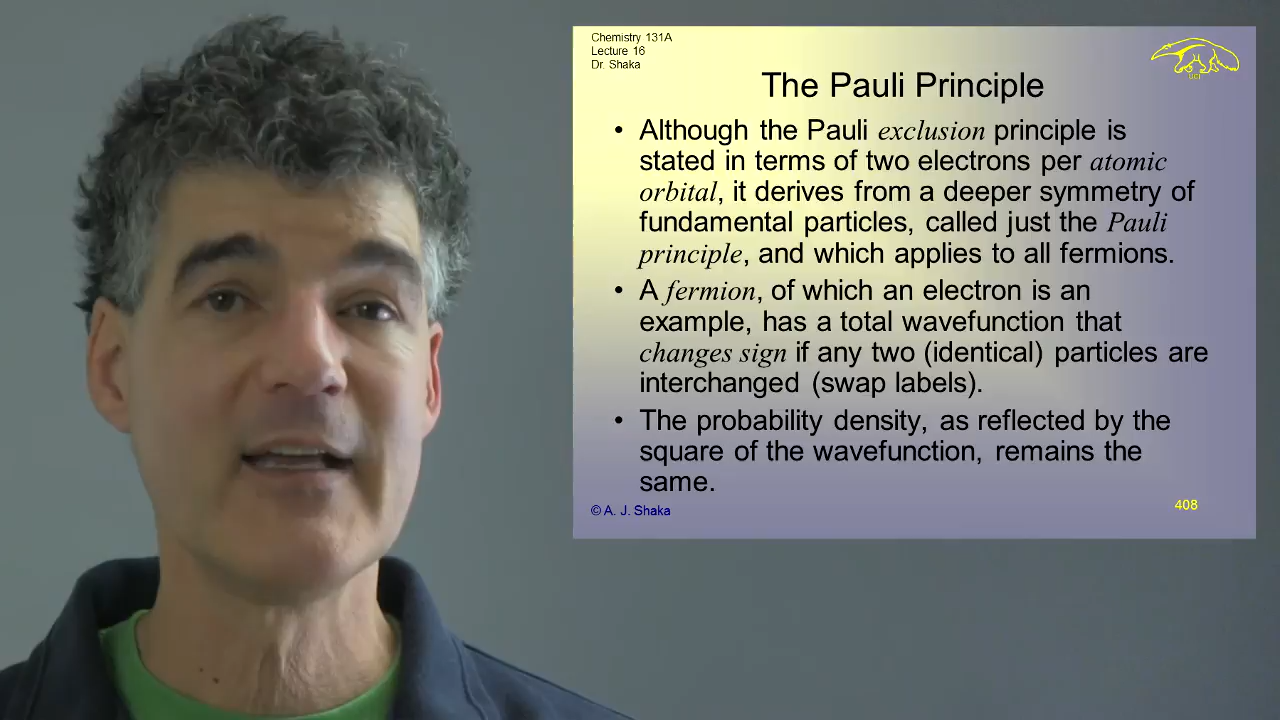 Chemistry 131A
Lecture 16
Dr. Shaka
UCI
The Pauli Principle
• Although the Pauli exclusion principle is
stated in terms of two electrons per atomic
orbital, it derives from a deeper symmetry of
fundamental particles, called just the Pauli
principle, and which applies to all fermions.
• A fermion, of which an electron is an
example, has a total wavefunction that
changes sign if any two (identical) particles are
interchanged (swap labels).
• The probability density, as reflected by the
square of the wavefunction, remains the
same.
© A. J. Shaka
408